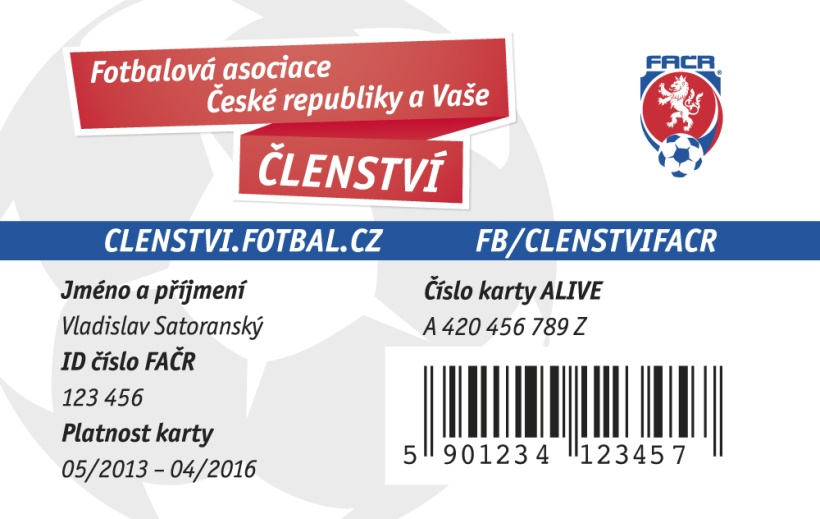 Fotbalová asociace
České republiky a Vaše
ČLENSTVÍ
FAČR
CLENSTVI.FOTBAL.CZ
FB/CLENSTVIFACR
Jméno a příjmení
Vladislav Satoranský
ID číslo FAČR
123 456
Platnost karty
05/2013 – 04/2016
Číslo karty ALIVE
A 420 456 789 Z
5 901234 123457